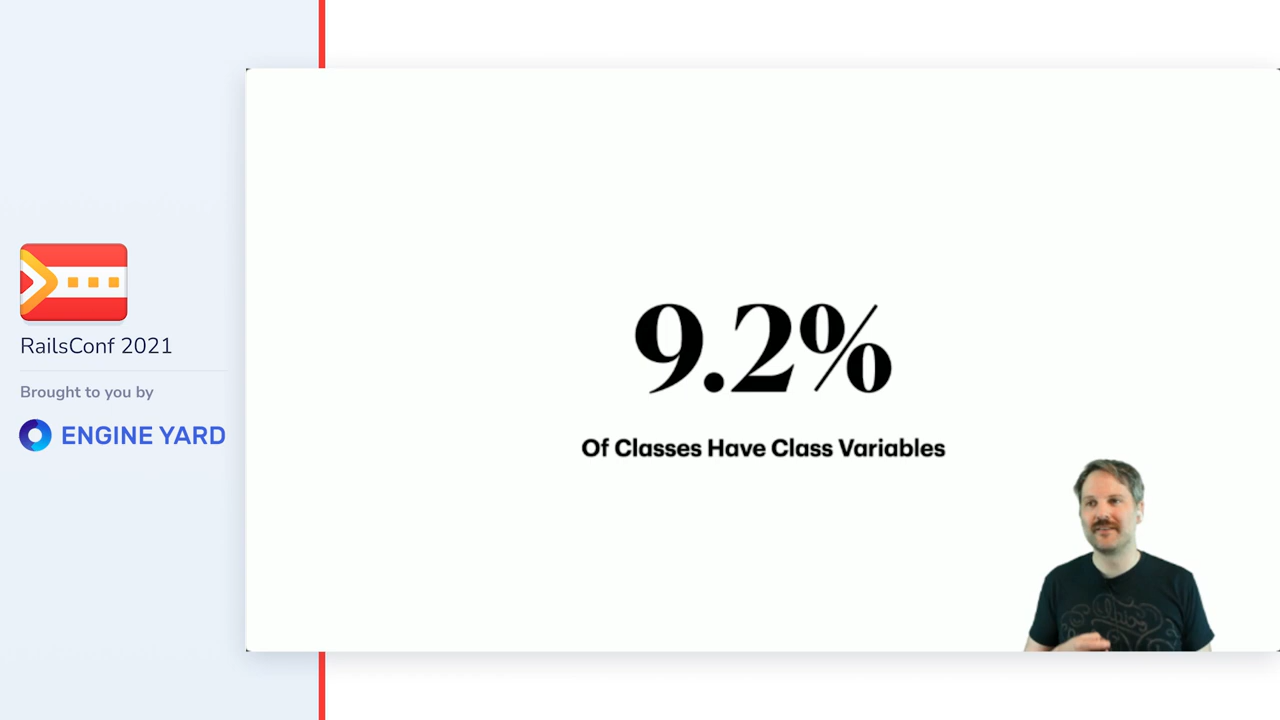 RailsConf 2021
Brought to you by
ENGINE YARD
9.2%
Of Classes Have Class Variables